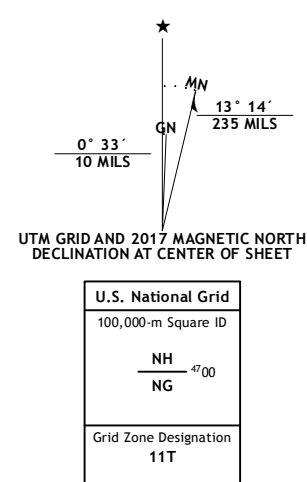 ★
MN
GN
13° 14´
235 MILS
0° 33´
10 MILS
UTM GRID AND 2017 MAGNETIC NORTH
DECLINATION AT CENTER OF SHEET
U.S. National Grid
100,000-m Square ID
NH
4700
NG
Grid Zone Designation
11T